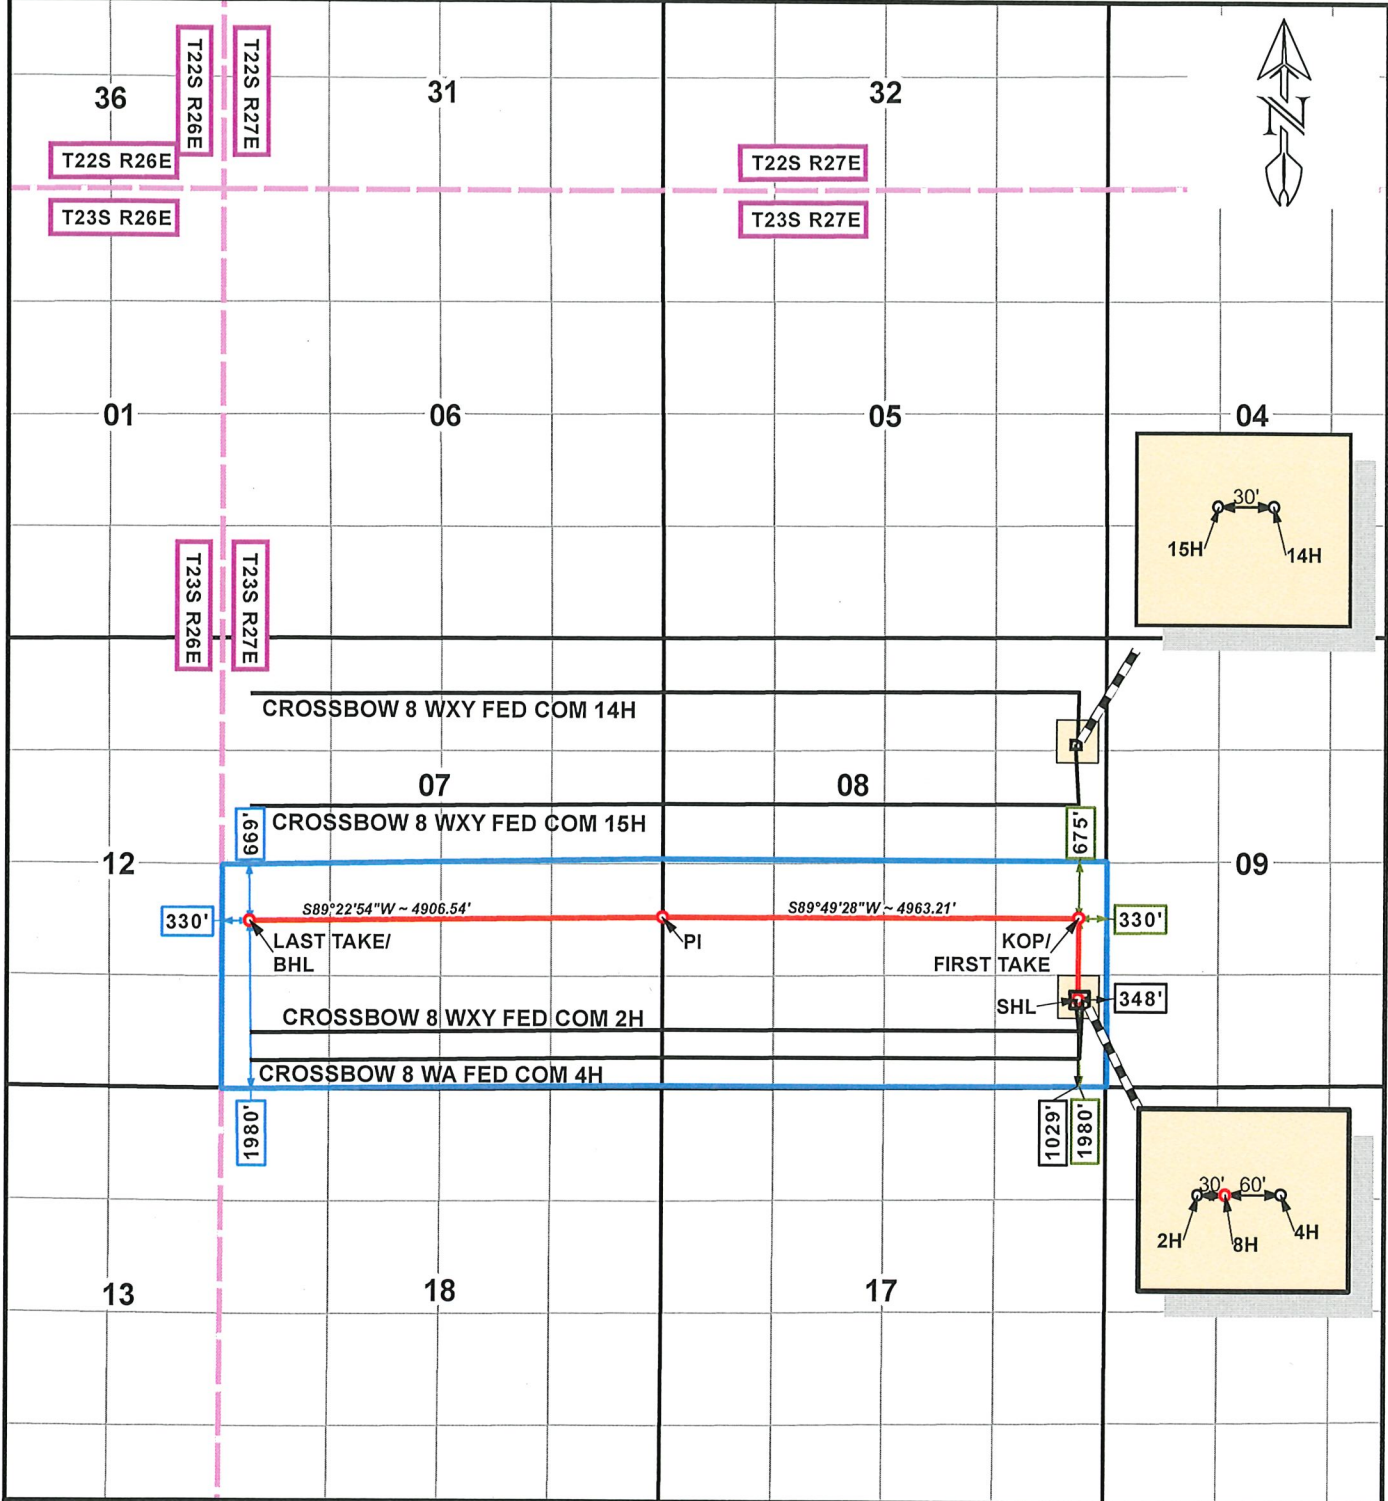 36
31
32
N
T22S R26E
T22S R27E
T22S R26E
T22S R27E
T23S R26E
T23S R27E
01
06
05
04
30'
15H
14H
T23S R26E
T23S R27E
CROSSBOW 8 WXY FED COM 14H
07
08
CROSSBOW 8 WXY FED COM 15H
699'
675'
12
09
S89°22'54"W ~ 4906.54'
S89°49'28"W ~ 4963.21'
330'
330'
LAST TAKE/
BHL
PI
KOP/
FIRST TAKE
SHL
348'
CROSSBOW 8 WXY FED COM 2H
CROSSBOW 8 WA FED COM 4H
1980'
1029'
1980'
30'
60'
2H
8H
4H
13
18
17